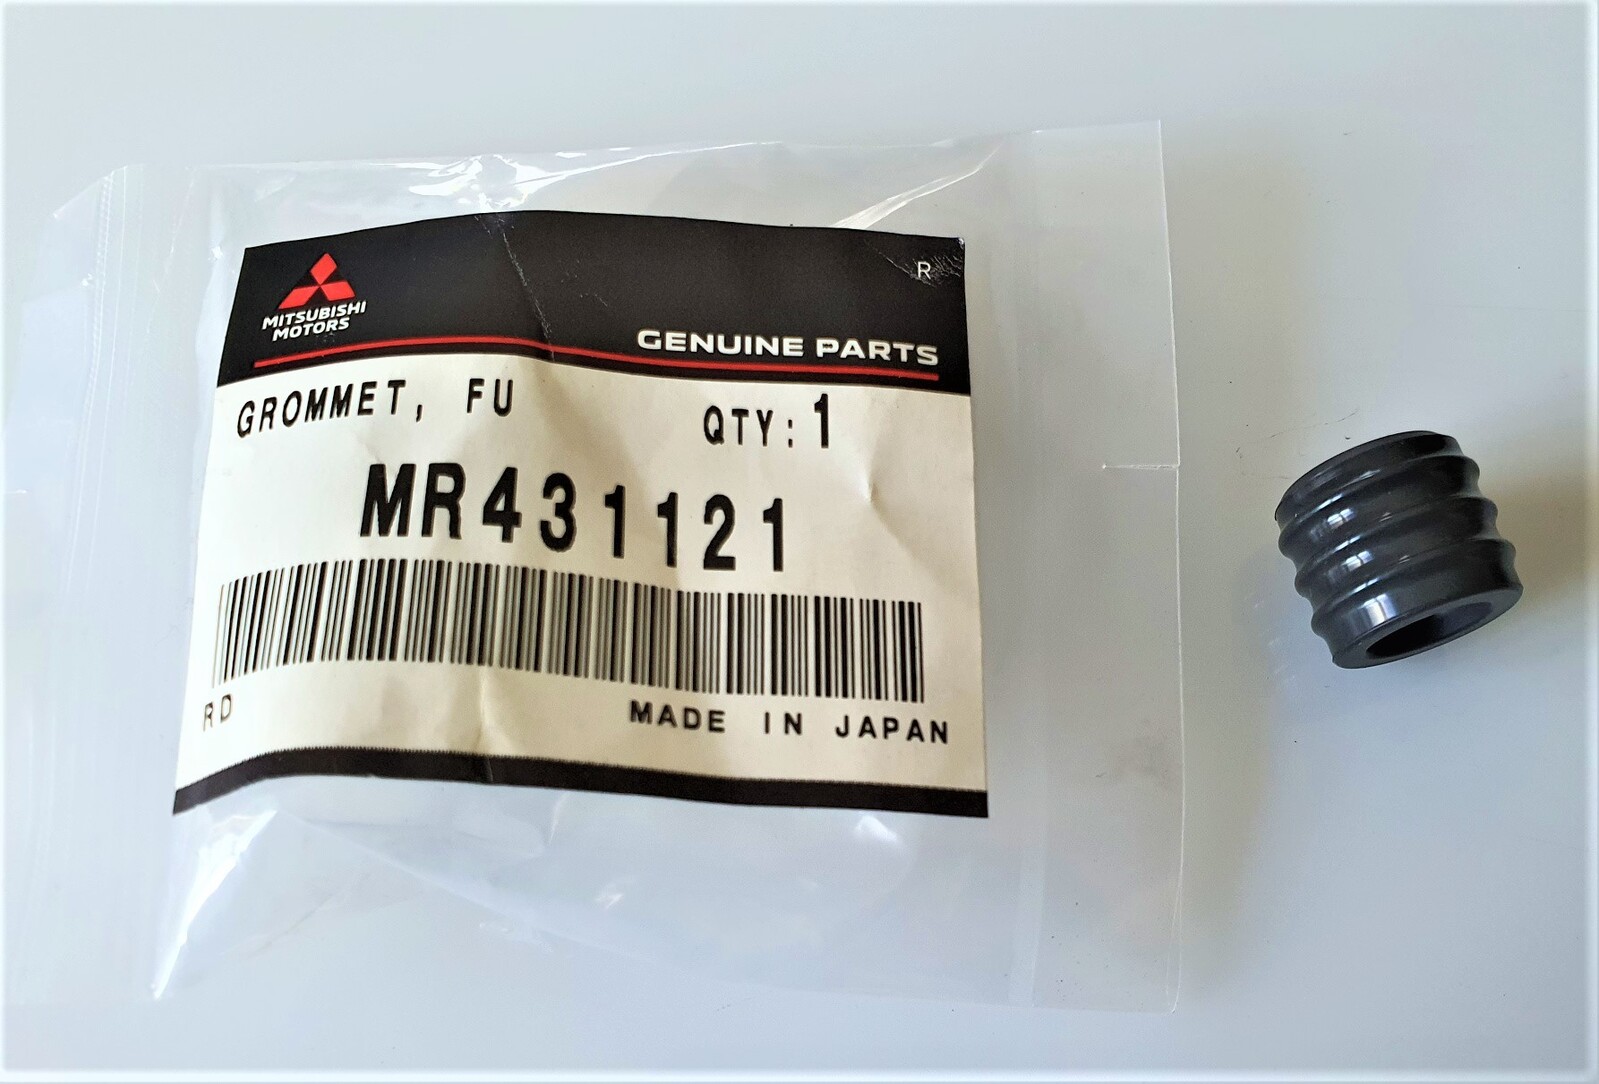 R
MITSUBISHI
MOTORS
GENUINE PARTS
GROMMET, FU QTY:1
MR431121
RD MADE IN JAPAN